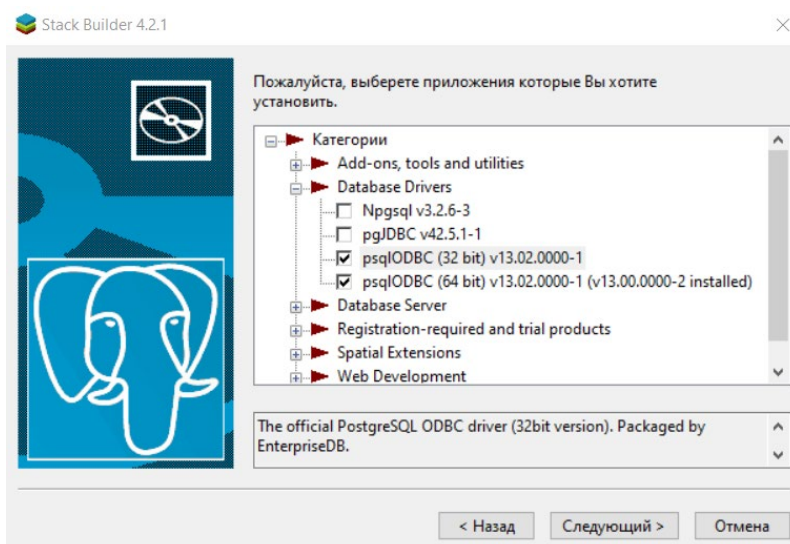 Stack Builder 4.2.1
Пожалуйста, выберете приложения которые Вы хотите
установить.
Категории
Add-ons, tools and utilities
Database Drivers
Npgsql v3.2.6-3
pgJDBC v42.5.1-1
psqlODBC (32 bit) v13.02.0000-1
psqlODBC (64 bit) v13.02.0000-1 (v13.00.0000-2 installed)
Database Server
Registration-required and trial products
Spatial Extensions
Web Development
The official PostgreSQL ODBC driver (32bit version). Packaged by
EnterpriseDB.
< Назад
Следующий >
Отмена